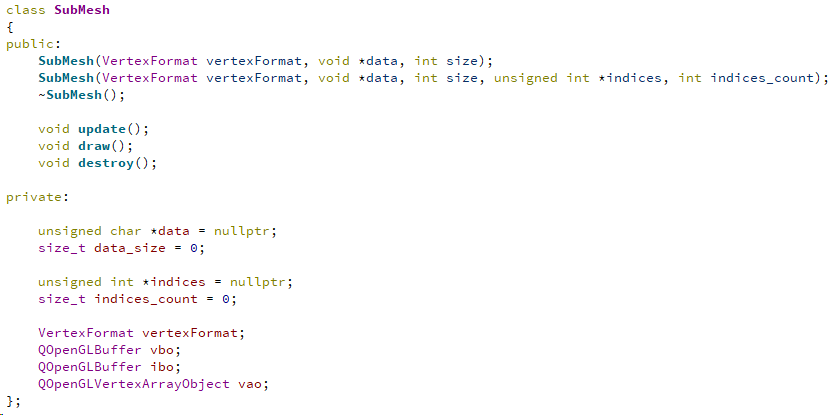 class SubMesh
{
public:
    SubMesh(VertexFormat vertexFormat, void *data, int size);
    SubMesh(VertexFormat vertexFormat, void *data, int size, unsigned int *indices, int indices_count);
    ~SubMesh();

    void update();
    void draw();
    void destroy();

private:

    unsigned char *data = nullptr;
    size_t data_size = 0;

    unsigned int *indices = nullptr;
    size_t indices_count = 0;

    VertexFormat vertexFormat;
    QOpenGLBuffer vbo;
    QOpenGLBuffer ibo;
    QOpenGLVertexArrayObject vao;
};